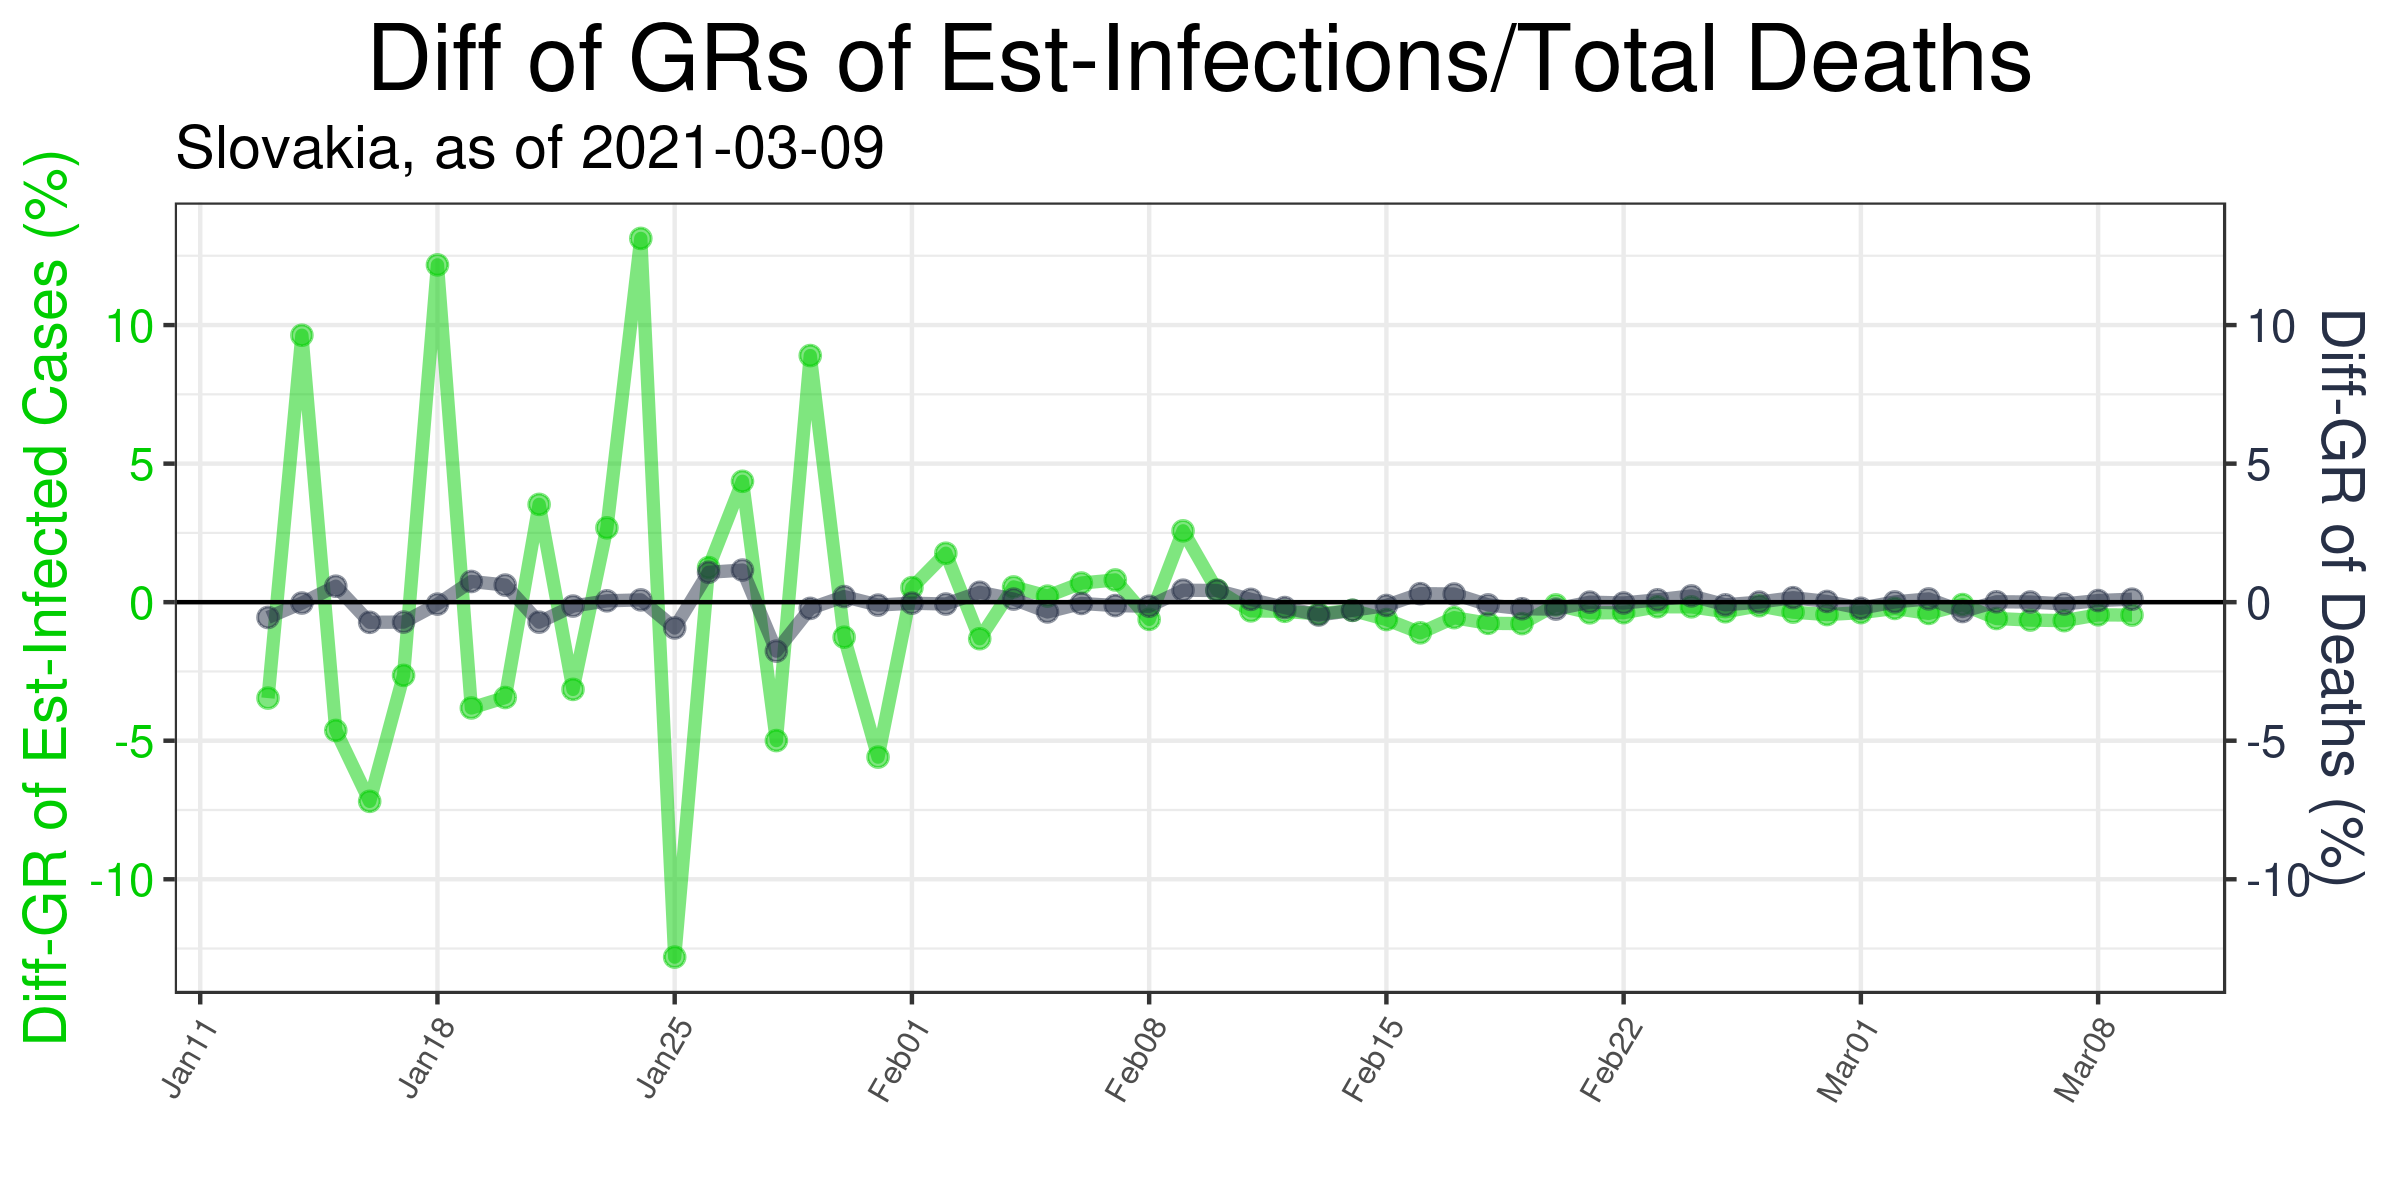 Diff of GRs of Est-Infections/Total Deaths
Slovakia, as of 2021-03-09
Diff-GR of Est-Infected Cases (%)
10
5
0
-5
-10
10
5
0
-5
-10
Diff-GR of Deaths (%)
Jan11
Jan18
Jan25
Feb01
Feb08
Feb15
Feb22
Mar01
Mar08